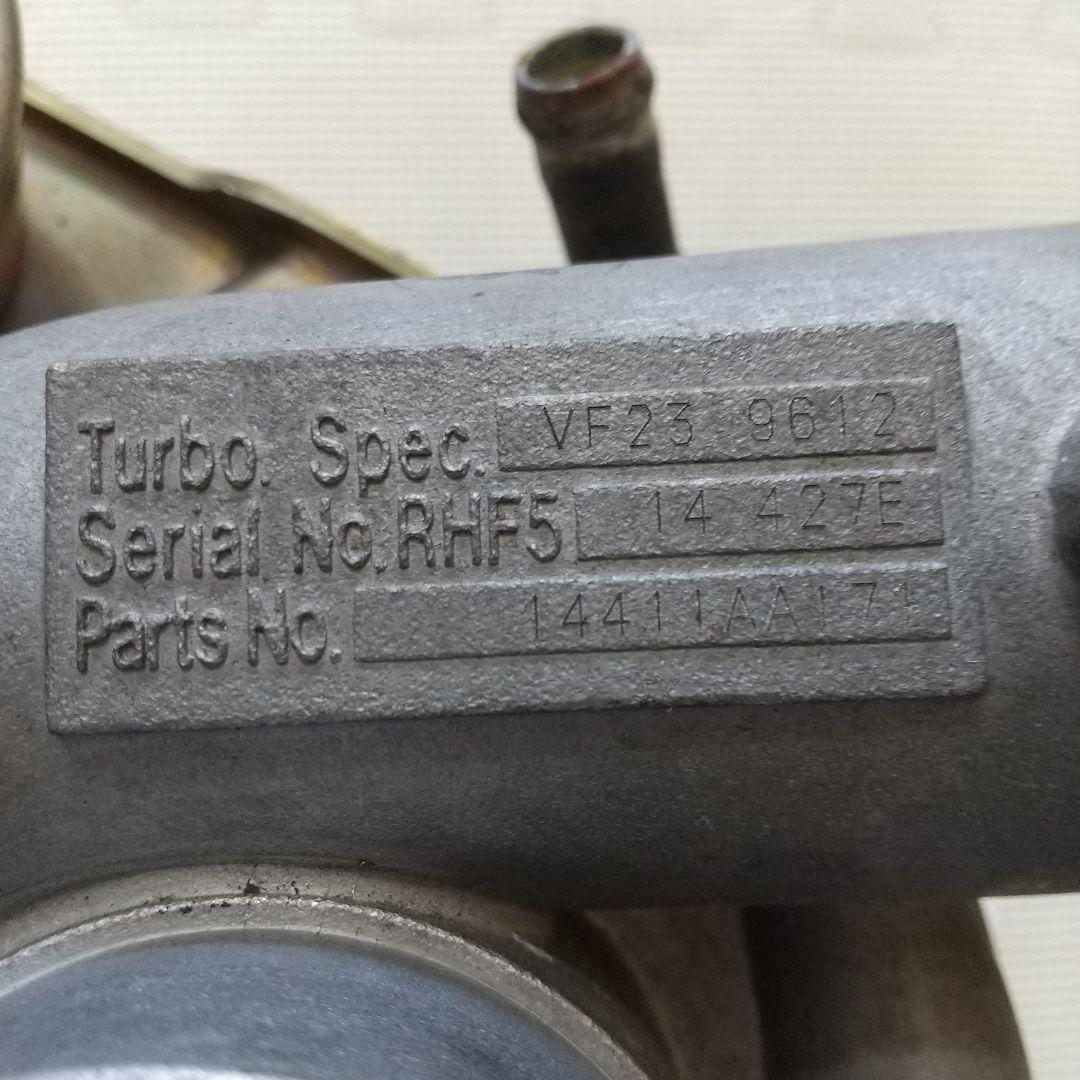 Turbo. Spec. VF23 9612
Serial No. RHF5 14 427E
Parts No. 14411AA171